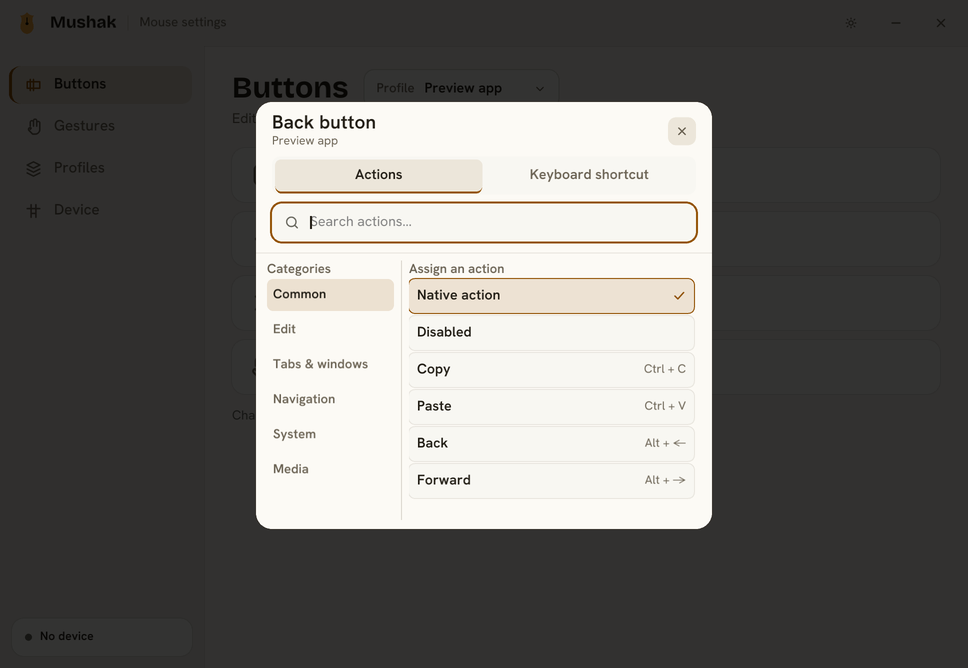 Mushak
Mouse settings
Buttons
Gestures
Profiles
Device
No device
Buttons
Profile Preview app
Edi
Cha
Back button
Preview app
Actions
Keyboard shortcut
Search actions...
Categories
Common
Edit
Tabs & windows
Navigation
System
Media
Assign an action
Native action
Disabled
Copy Ctrl + C
Paste Ctrl + V
Back Alt + ←
Forward Alt + →